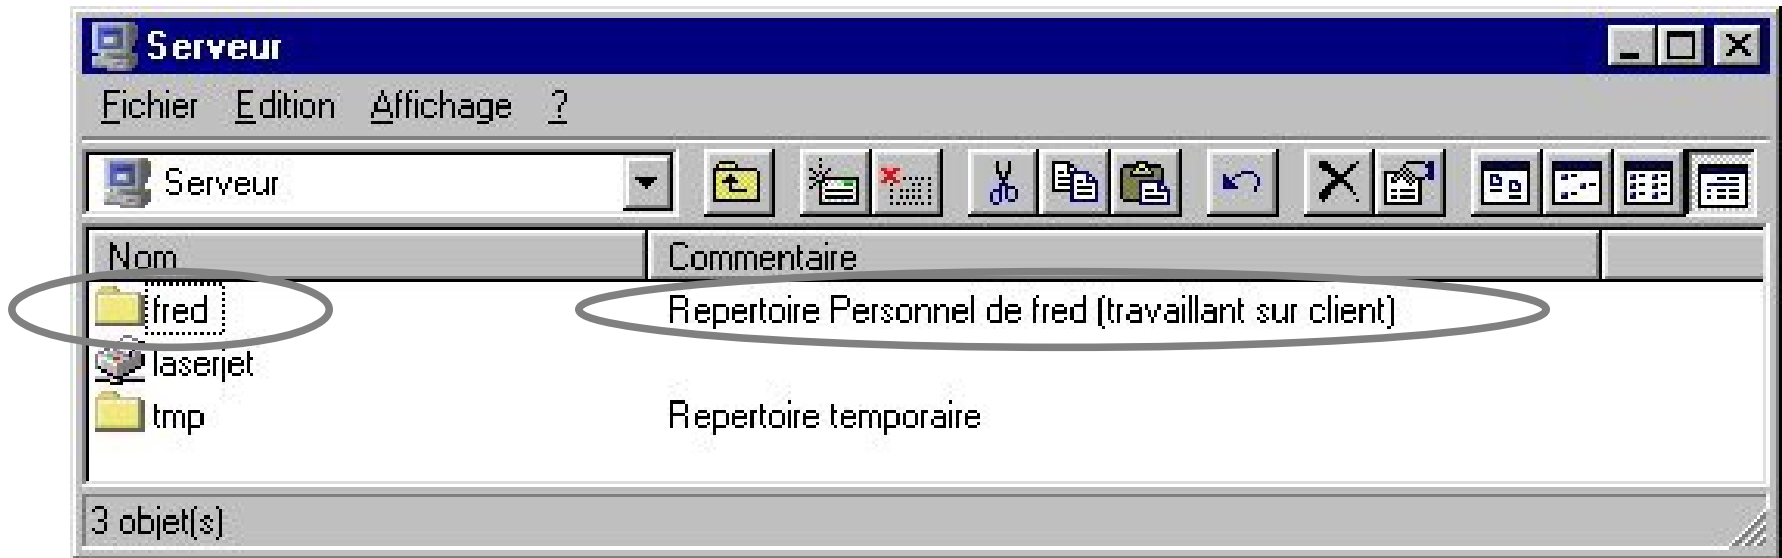 Serveur
Fichier Edition Affichage ?
Serveur
Nom Commentaire
fred Repertoire Personnel de fred (travaillant sur client)
laserjet
tmp Repertoire temporaire
3 objet(s)